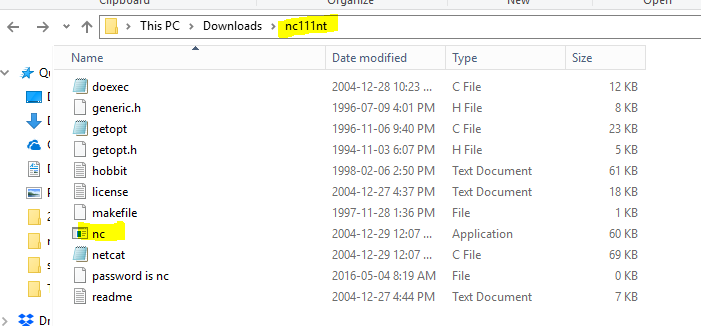 Clipboard Organize New Open
This PC > Downloads > nc111nt
Name Date modified Type Size
doexec 2004-12-28 10:23 ... C File 12 KB
generic.h 1996-07-09 4:01 PM H File 8 KB
getopt 1996-11-06 9:40 PM C File 23 KB
getopt.h 1994-11-03 6:07 PM H File 5 KB
hobbit 1998-02-06 2:50 PM Text Document 61 KB
license 2004-12-27 4:37 PM Text Document 18 KB
makefile 1997-11-28 1:36 PM File 1 KB
nc 2004-12-29 12:07 ... Application 60 KB
netcat 2004-12-29 12:07 ... C File 69 KB
password is nc 2016-05-04 8:19 AM File 0 KB
readme 2004-12-27 4:44 PM Text Document 7 KB